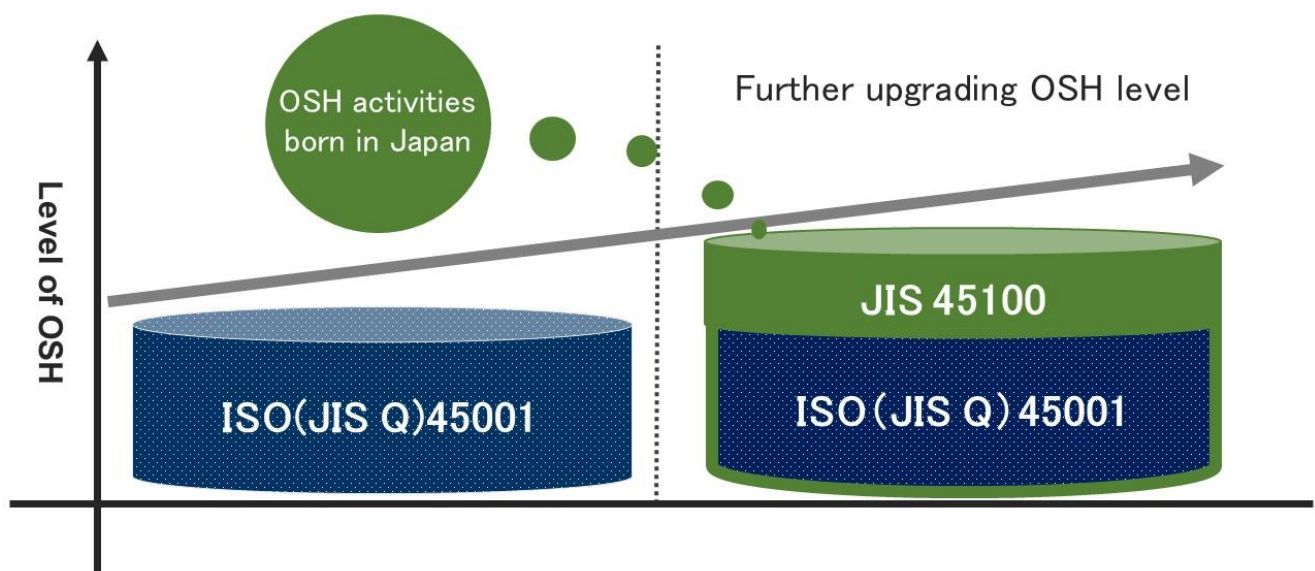 OSH activities
born in Japan
Further upgrading OSH level
Level of OSH
JIS 45100
ISO(JIS Q)45001
ISO(JIS Q)45001